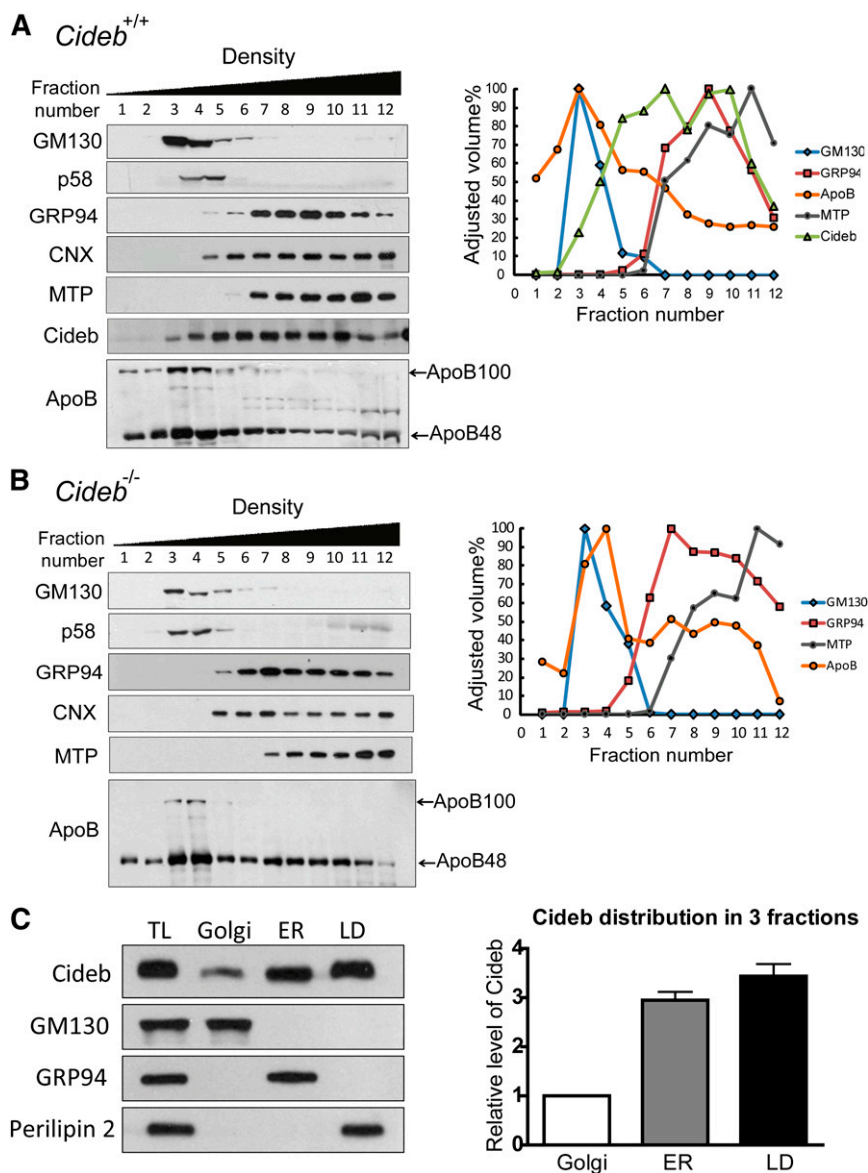 A
Cideb+/+
Density
Fraction number
1 2 3 4 5 6 7 8 9 10 11 12
GM130
p58
GRP94
CNX
MTP
Cideb
ApoB
←ApoB100
←ApoB48
Adjusted volume%
100
90
80
70
60
50
40
30
20
10
0
0 1 2 3 4 5 6 7 8 9 10 11 12
Fraction number
GM130
GRP94
ApoB
MTP
Cideb
B
Cideb-/-
Density
Fraction number
1 2 3 4 5 6 7 8 9 10 11 12
GM130
p58
GRP94
CNX
MTP
ApoB
←ApoB100
←ApoB48
Adjusted volume%
100
90
80
70
60
50
40
30
20
10
0
0 1 2 3 4 5 6 7 8 9 10 11 12
Fraction number
GM130
GRP94
MTP
ApoB
C
TL Golgi ER LD
Cideb
GM130
GRP94
Perilipin 2
Cideb distribution in 3 fractions
Relative level of Cideb
4
3
2
1
0
Golgi ER LD